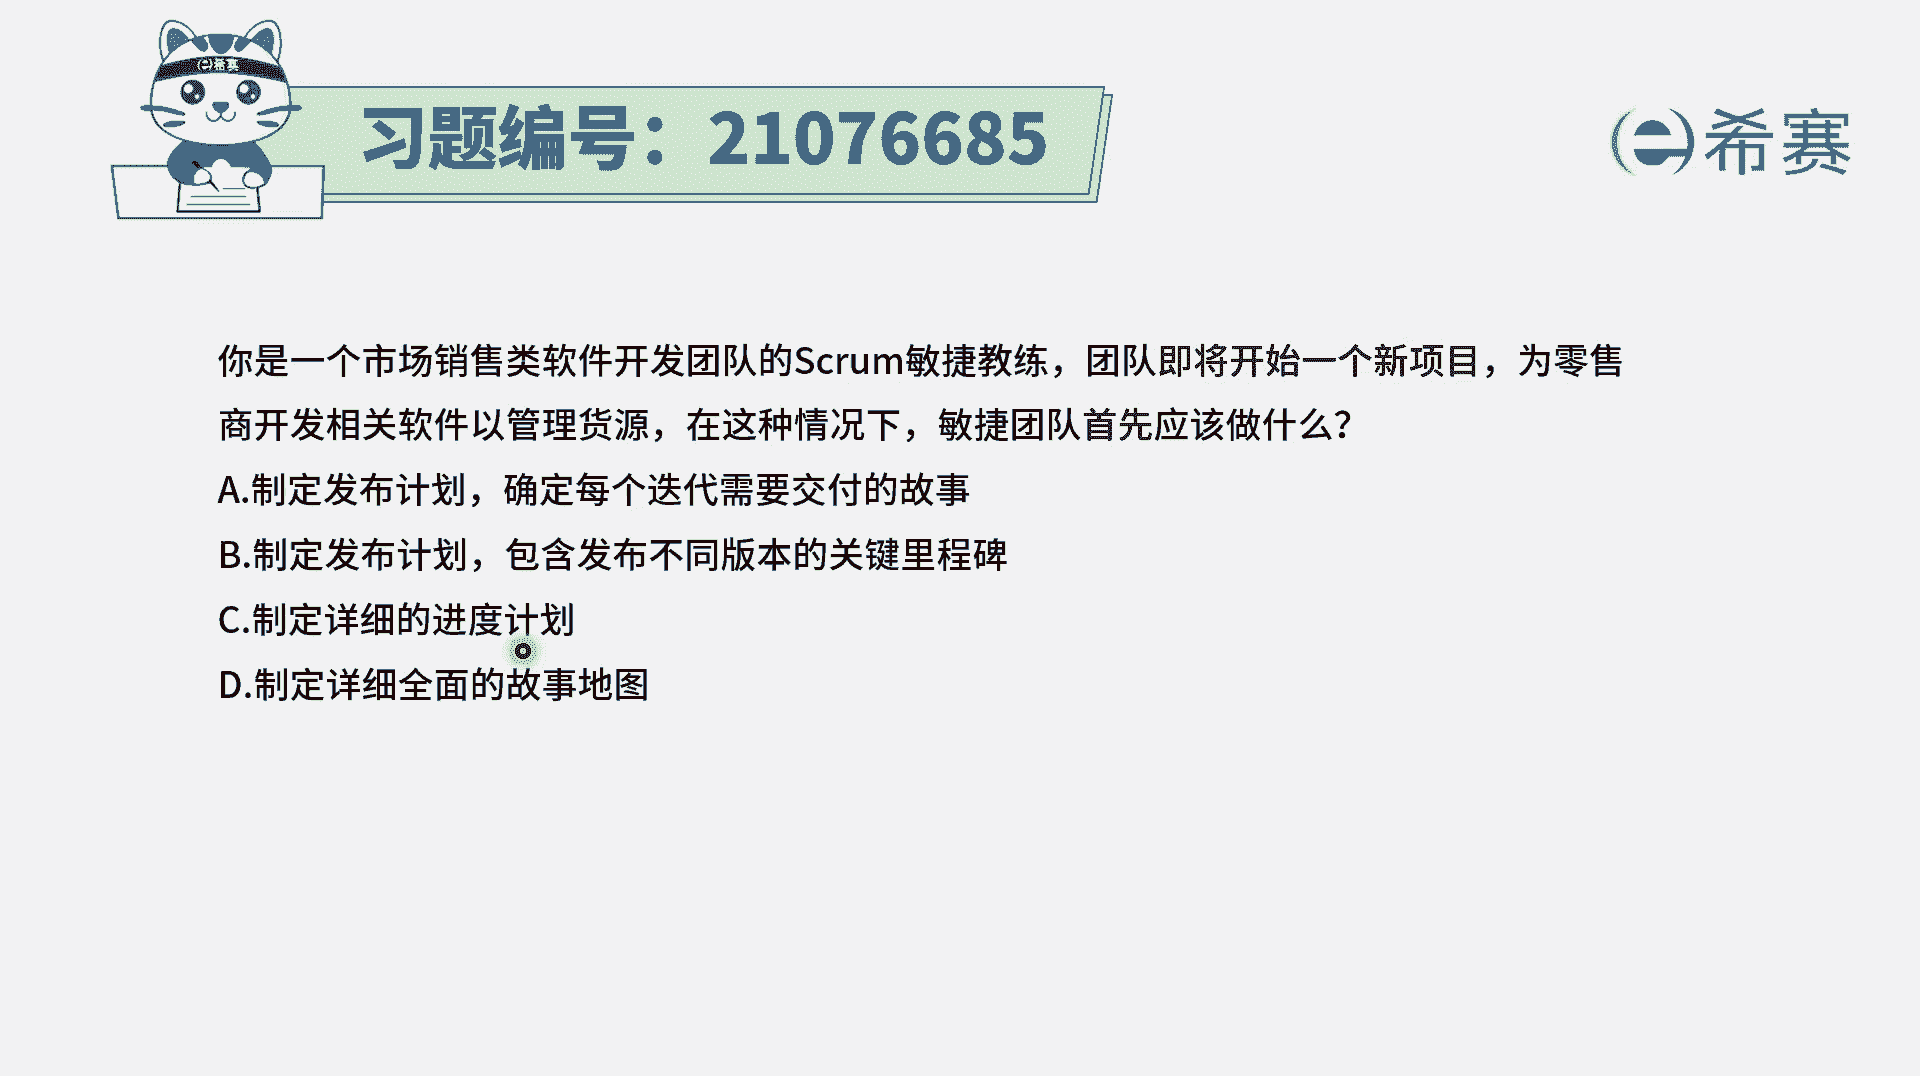 希赛
习题编号：21076685
希赛
你是一个市场销售类软件开发团队的Scrum敏捷教练，团队即将开始一个新项目，为零售
商开发相关软件以管理货源，在这种情况下，敏捷团队首先应该做什么？
A.制定发布计划，确定每个迭代需要交付的故事
B.制定发布计划，包含发布不同版本的关键里程碑
C.制定详细的进度计划
D.制定详细全面的故事地图